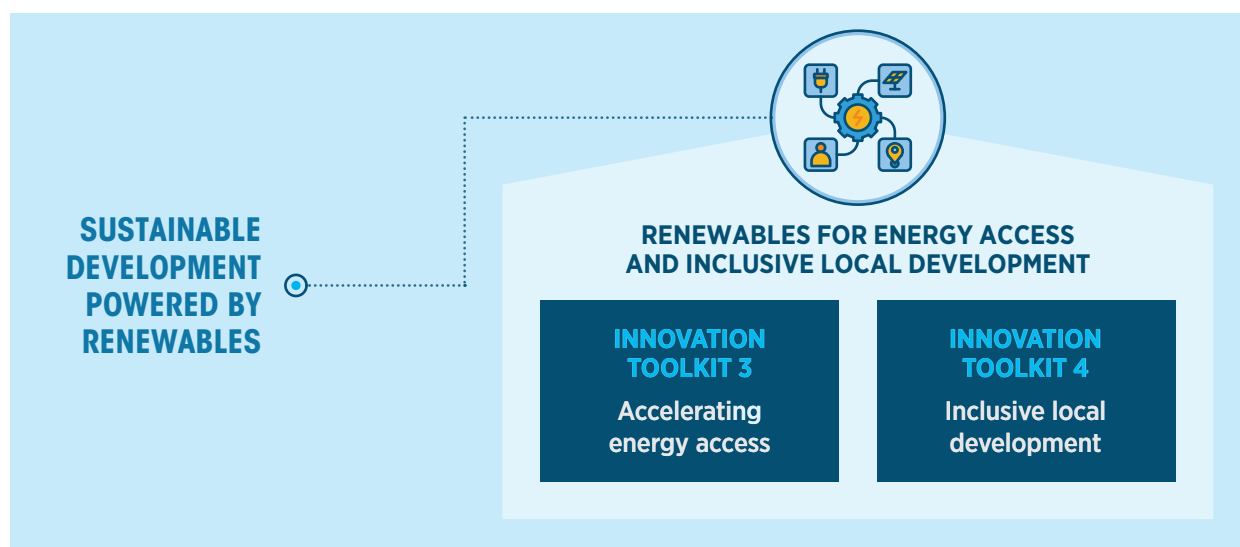 SUSTAINABLE
DEVELOPMENT
POWERED BY
RENEWABLES
RENEWABLES FOR ENERGY ACCESS
AND INCLUSIVE LOCAL DEVELOPMENT
INNOVATION
TOOLKIT 3
Accelerating
energy access
INNOVATION
TOOLKIT 4
Inclusive local
development